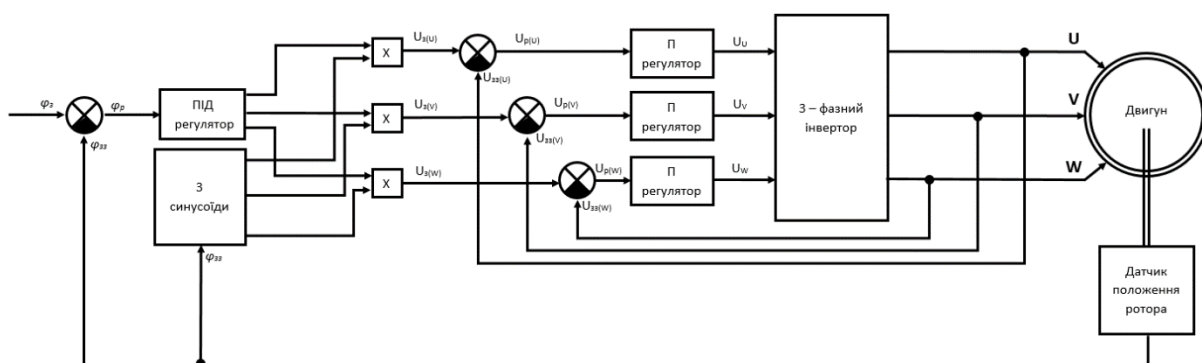 φз
φр
φзз
ПІД
регулятор
3
синусоїди
φзз
X
X
X
Uз(U)
Uз(V)
Uз(W)
Uр(U)
Uзз(U)
Uр(V)
Uзз(V)
Uр(W)
Uзз(W)
П
регулятор
П
регулятор
П
регулятор
UU
UV
UW
3 – фазний
інвертор
U
V
W
Двигун
Датчик
положення
ротора